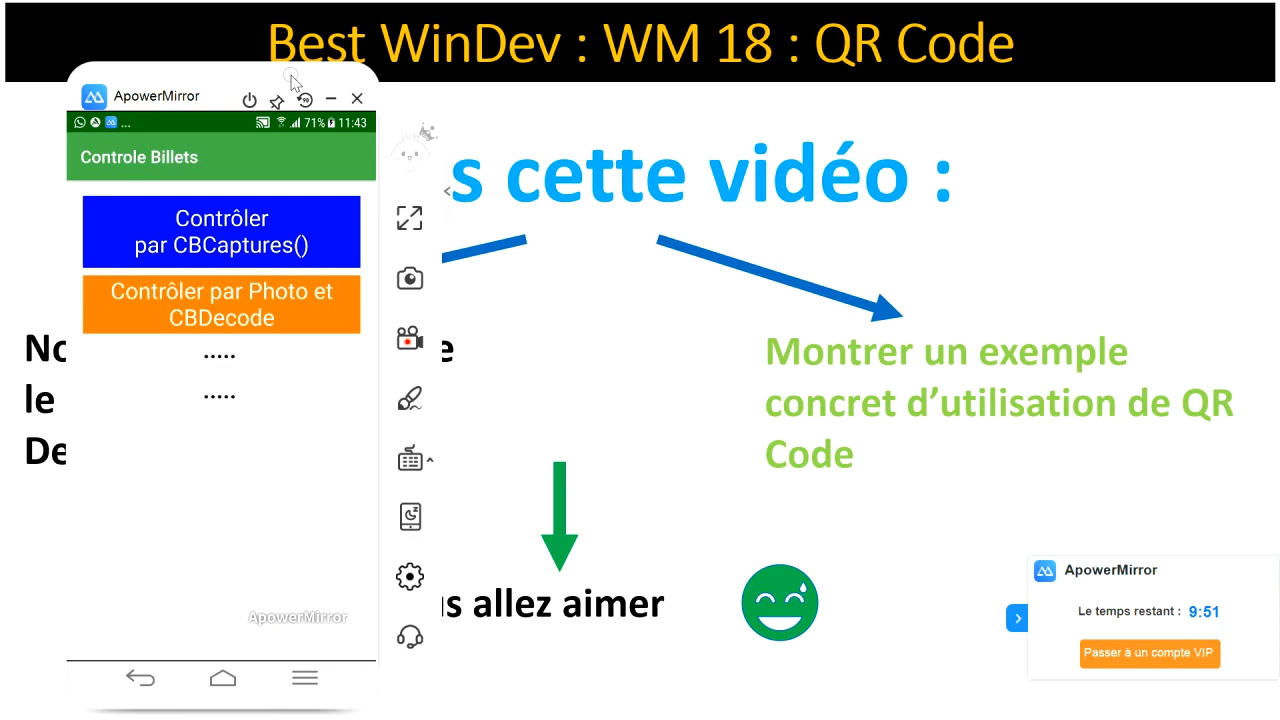 Best WinDev : WM 18 : QR Code
ApowerMirror
... 71% 11:43
Controle Billets
s cette vidéo :
Contrôler
par CBCaptures()
Contrôler par Photo et
CBDecode
.....
.....
le
Montrer un exemple
concret d’utilisation de QR
Code
allez aimer
ApowerMirror
ApowerMirror
Le temps restant : 9:51
Passer à un compte VIP